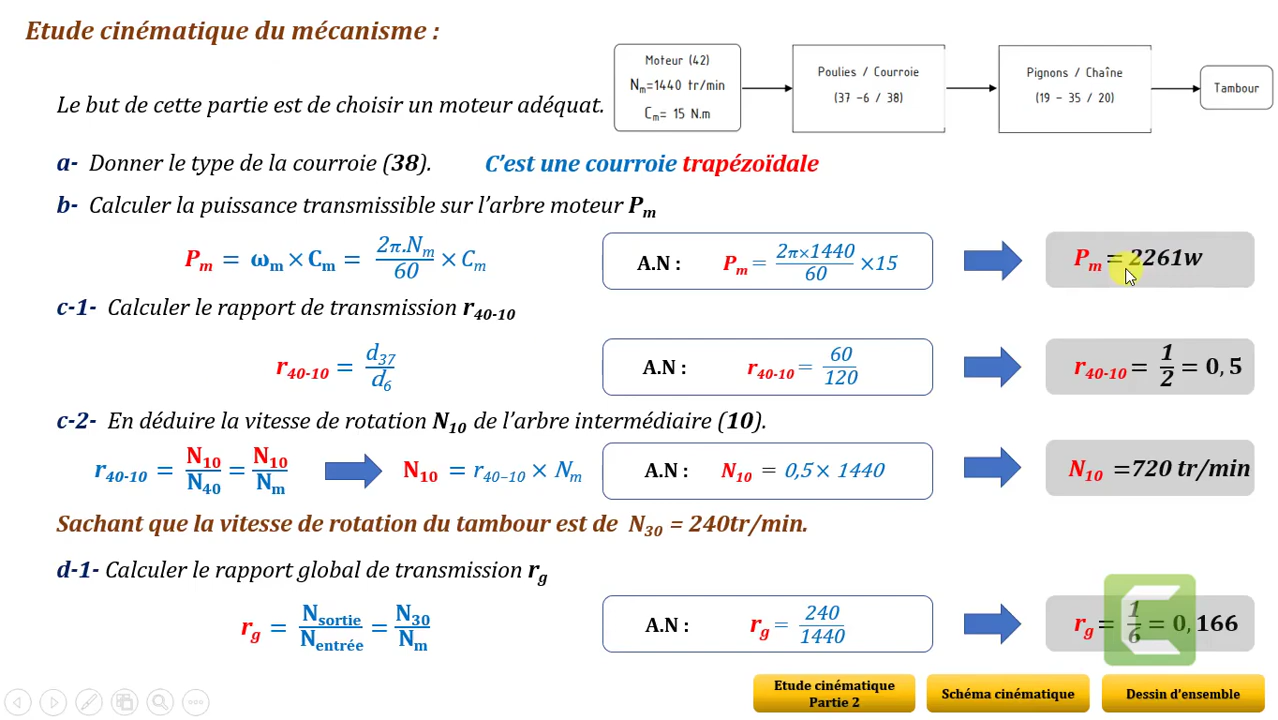 Etude cinématique du mécanisme :
Moteur (42)
Nm=1440 tr/min
Cm= 15 N.m
Poulies / Courroie
(37 -6 / 38)
Pignons / Chaîne
(19 - 35 / 20)
Tambour
Le but de cette partie est de choisir un moteur adéquat.
a- Donner le type de la courroie (38). C'est une courroie trapézoïdale
b- Calculer la puissance transmissible sur l'arbre moteur Pm
Pm = ωm × Cm = 2π.Nm/60 × Cm
A.N : Pm = 2π×1440/60 ×15
Pm = 2261w
c-1- Calculer le rapport de transmission r40-10
r40-10 = d37/d6
A.N : r40-10 = 60/120
r40-10 = 1/2 = 0,5
c-2- En déduire la vitesse de rotation N10 de l'arbre intermédiaire (10).
r40-10 = N10/N40 = N10/Nm
N10 = r40-10 × Nm
A.N : N10 = 0,5× 1440
N10 =720 tr/min
Sachant que la vitesse de rotation du tambour est de N30 = 240tr/min.
d-1- Calculer le rapport global de transmission rg
rg = Nsortie/Nentrée = N30/Nm
A.N : rg = 240/1440
rg = 1/6 = 0,166
Etude cinématique
Partie 2
Schéma cinématique
Dessin d'ensemble